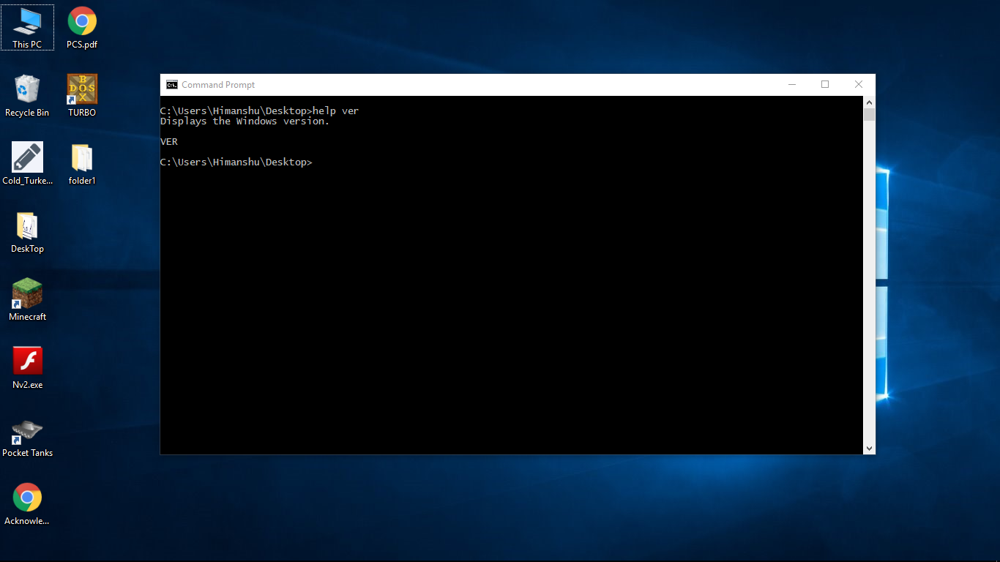 This PC
PCS.pdf
Recycle Bin
B
DOS
X
TURBO
Cold_Turke...
folder1
DeskTop
Minecraft
Nv2.exe
Pocket Tanks
Acknowle...
C:\.
Command Prompt
C:\Users\Himanshu\Desktop>help ver
Displays the Windows version.
VER
C:\Users\Himanshu\Desktop>